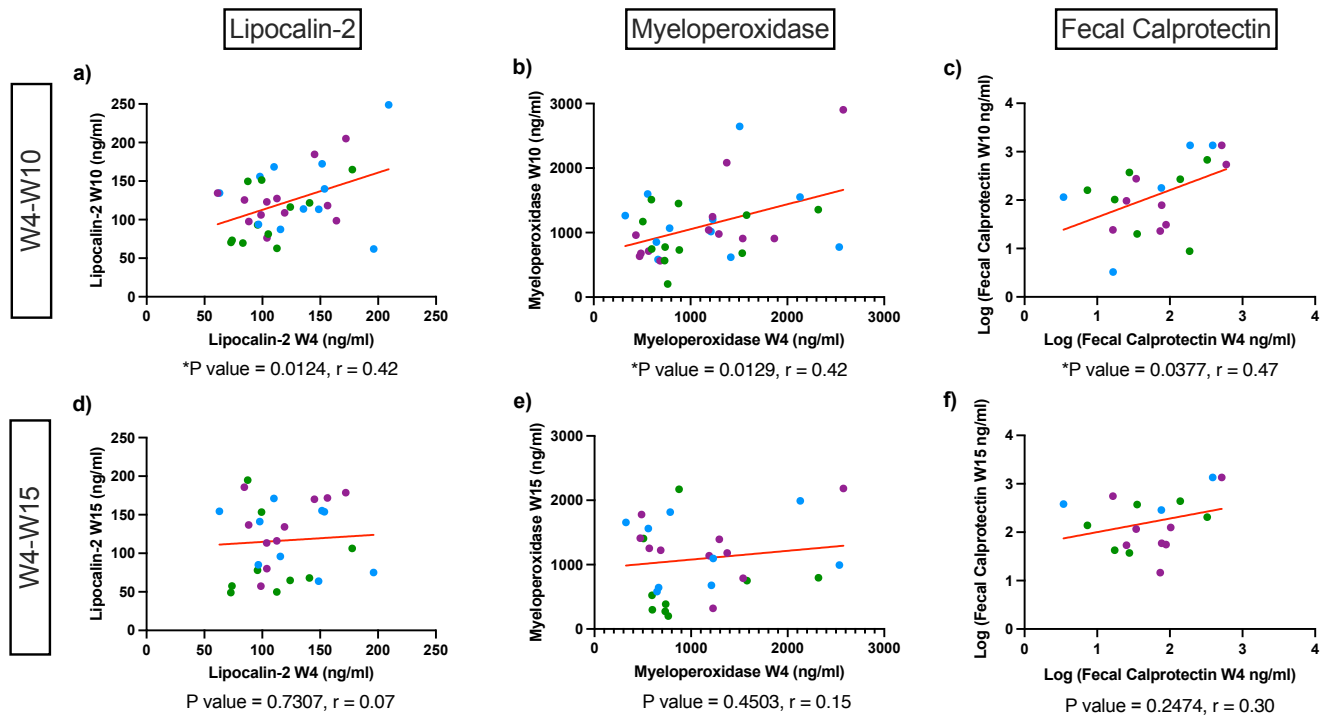 Lipocalin-2
Myeloperoxidase
Fecal Calprotectin
W4-W10
a)
Lipocalin-2 W10 (ng/ml)
250
200
150
100
50
0
0 50 100 150 200 250
Lipocalin-2 W4 (ng/ml)
*P value = 0.0124, r = 0.42
b)
Myeloperoxidase W10 (ng/ml)
3000
2000
1000
0
0 1000 2000 3000
Myeloperoxidase W4 (ng/ml)
*P value = 0.0129, r = 0.42
c)
Log (Fecal Calprotectin W10 ng/ml)
4
3
2
1
0
0 1 2 3 4
Log (Fecal Calprotectin W4 ng/ml)
*P value = 0.0377, r = 0.47
W4-W15
d)
Lipocalin-2 W15 (ng/ml)
250
200
150
100
50
0
0 50 100 150 200 250
Lipocalin-2 W4 (ng/ml)
P value = 0.7307, r = 0.07
e)
Myeloperoxidase W15 (ng/ml)
3000
2000
1000
0
0 1000 2000 3000
Myeloperoxidase W4 (ng/ml)
P value = 0.4503, r = 0.15
f)
Log (Fecal Calprotectin W15 ng/ml)
4
3
2
1
0
0 1 2 3 4
Log (Fecal Calprotectin W4 ng/ml)
P value = 0.2474, r = 0.30